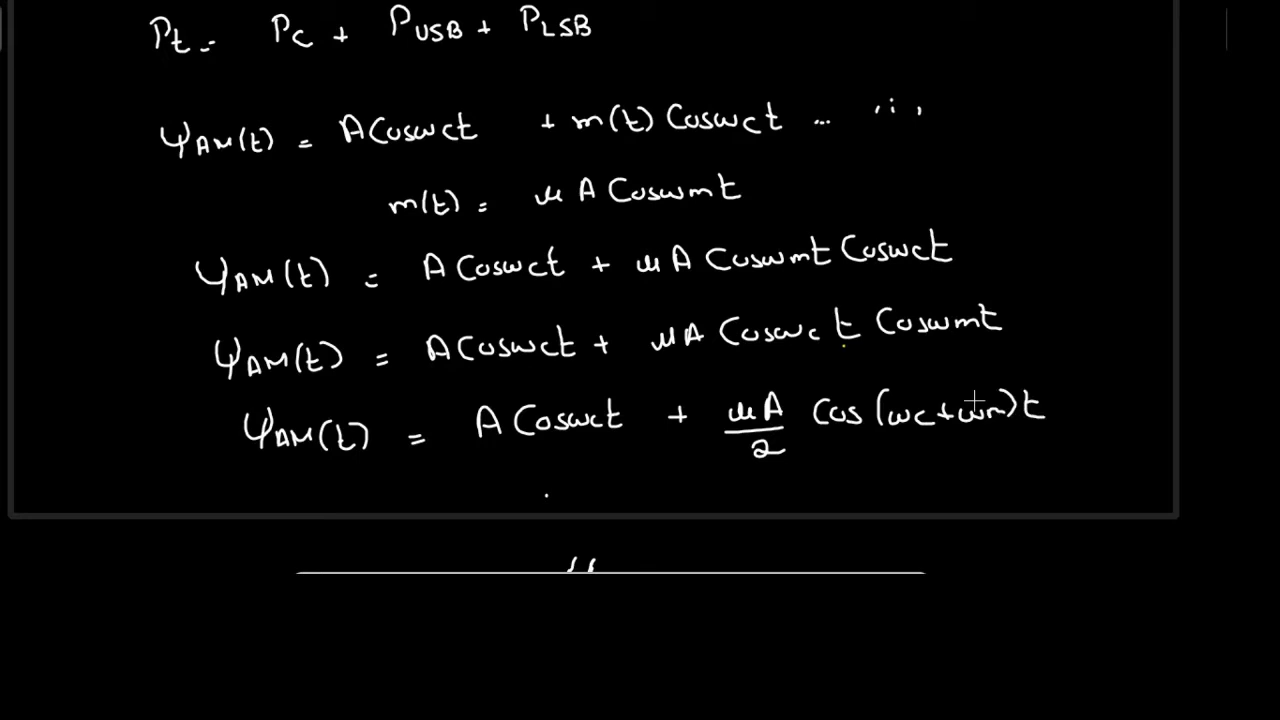 Pt = Pc + PUSB + PLSB
ΨAM(t) = A Cosωct + m(t) Cosωct ...
m(t) = μ A Cosωmt
ΨAM(t) = A Cosωct + μ A Cosωmt Cosωct
ΨAM(t) = A Cosωct + μA Cosωct Cosωmt
ΨAM(t) = A Cosωct + μA/2 Cos(ωc+ωm)t